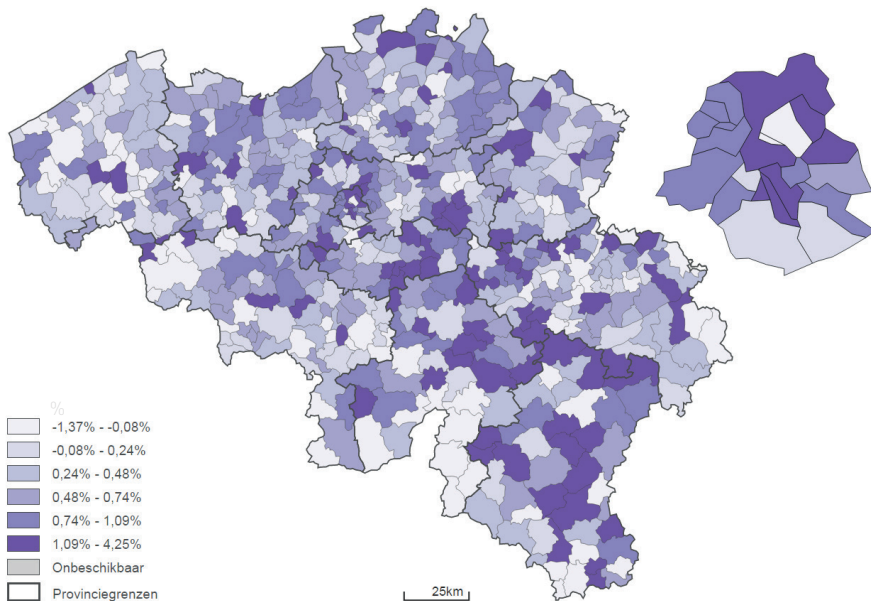 %
-1,37% - -0,08%
-0,08% - 0,24%
0,24% - 0,48%
0,48% - 0,74%
0,74% - 1,09%
1,09% - 4,25%
Onbeschikbaar
Provinciegrenzen
25km